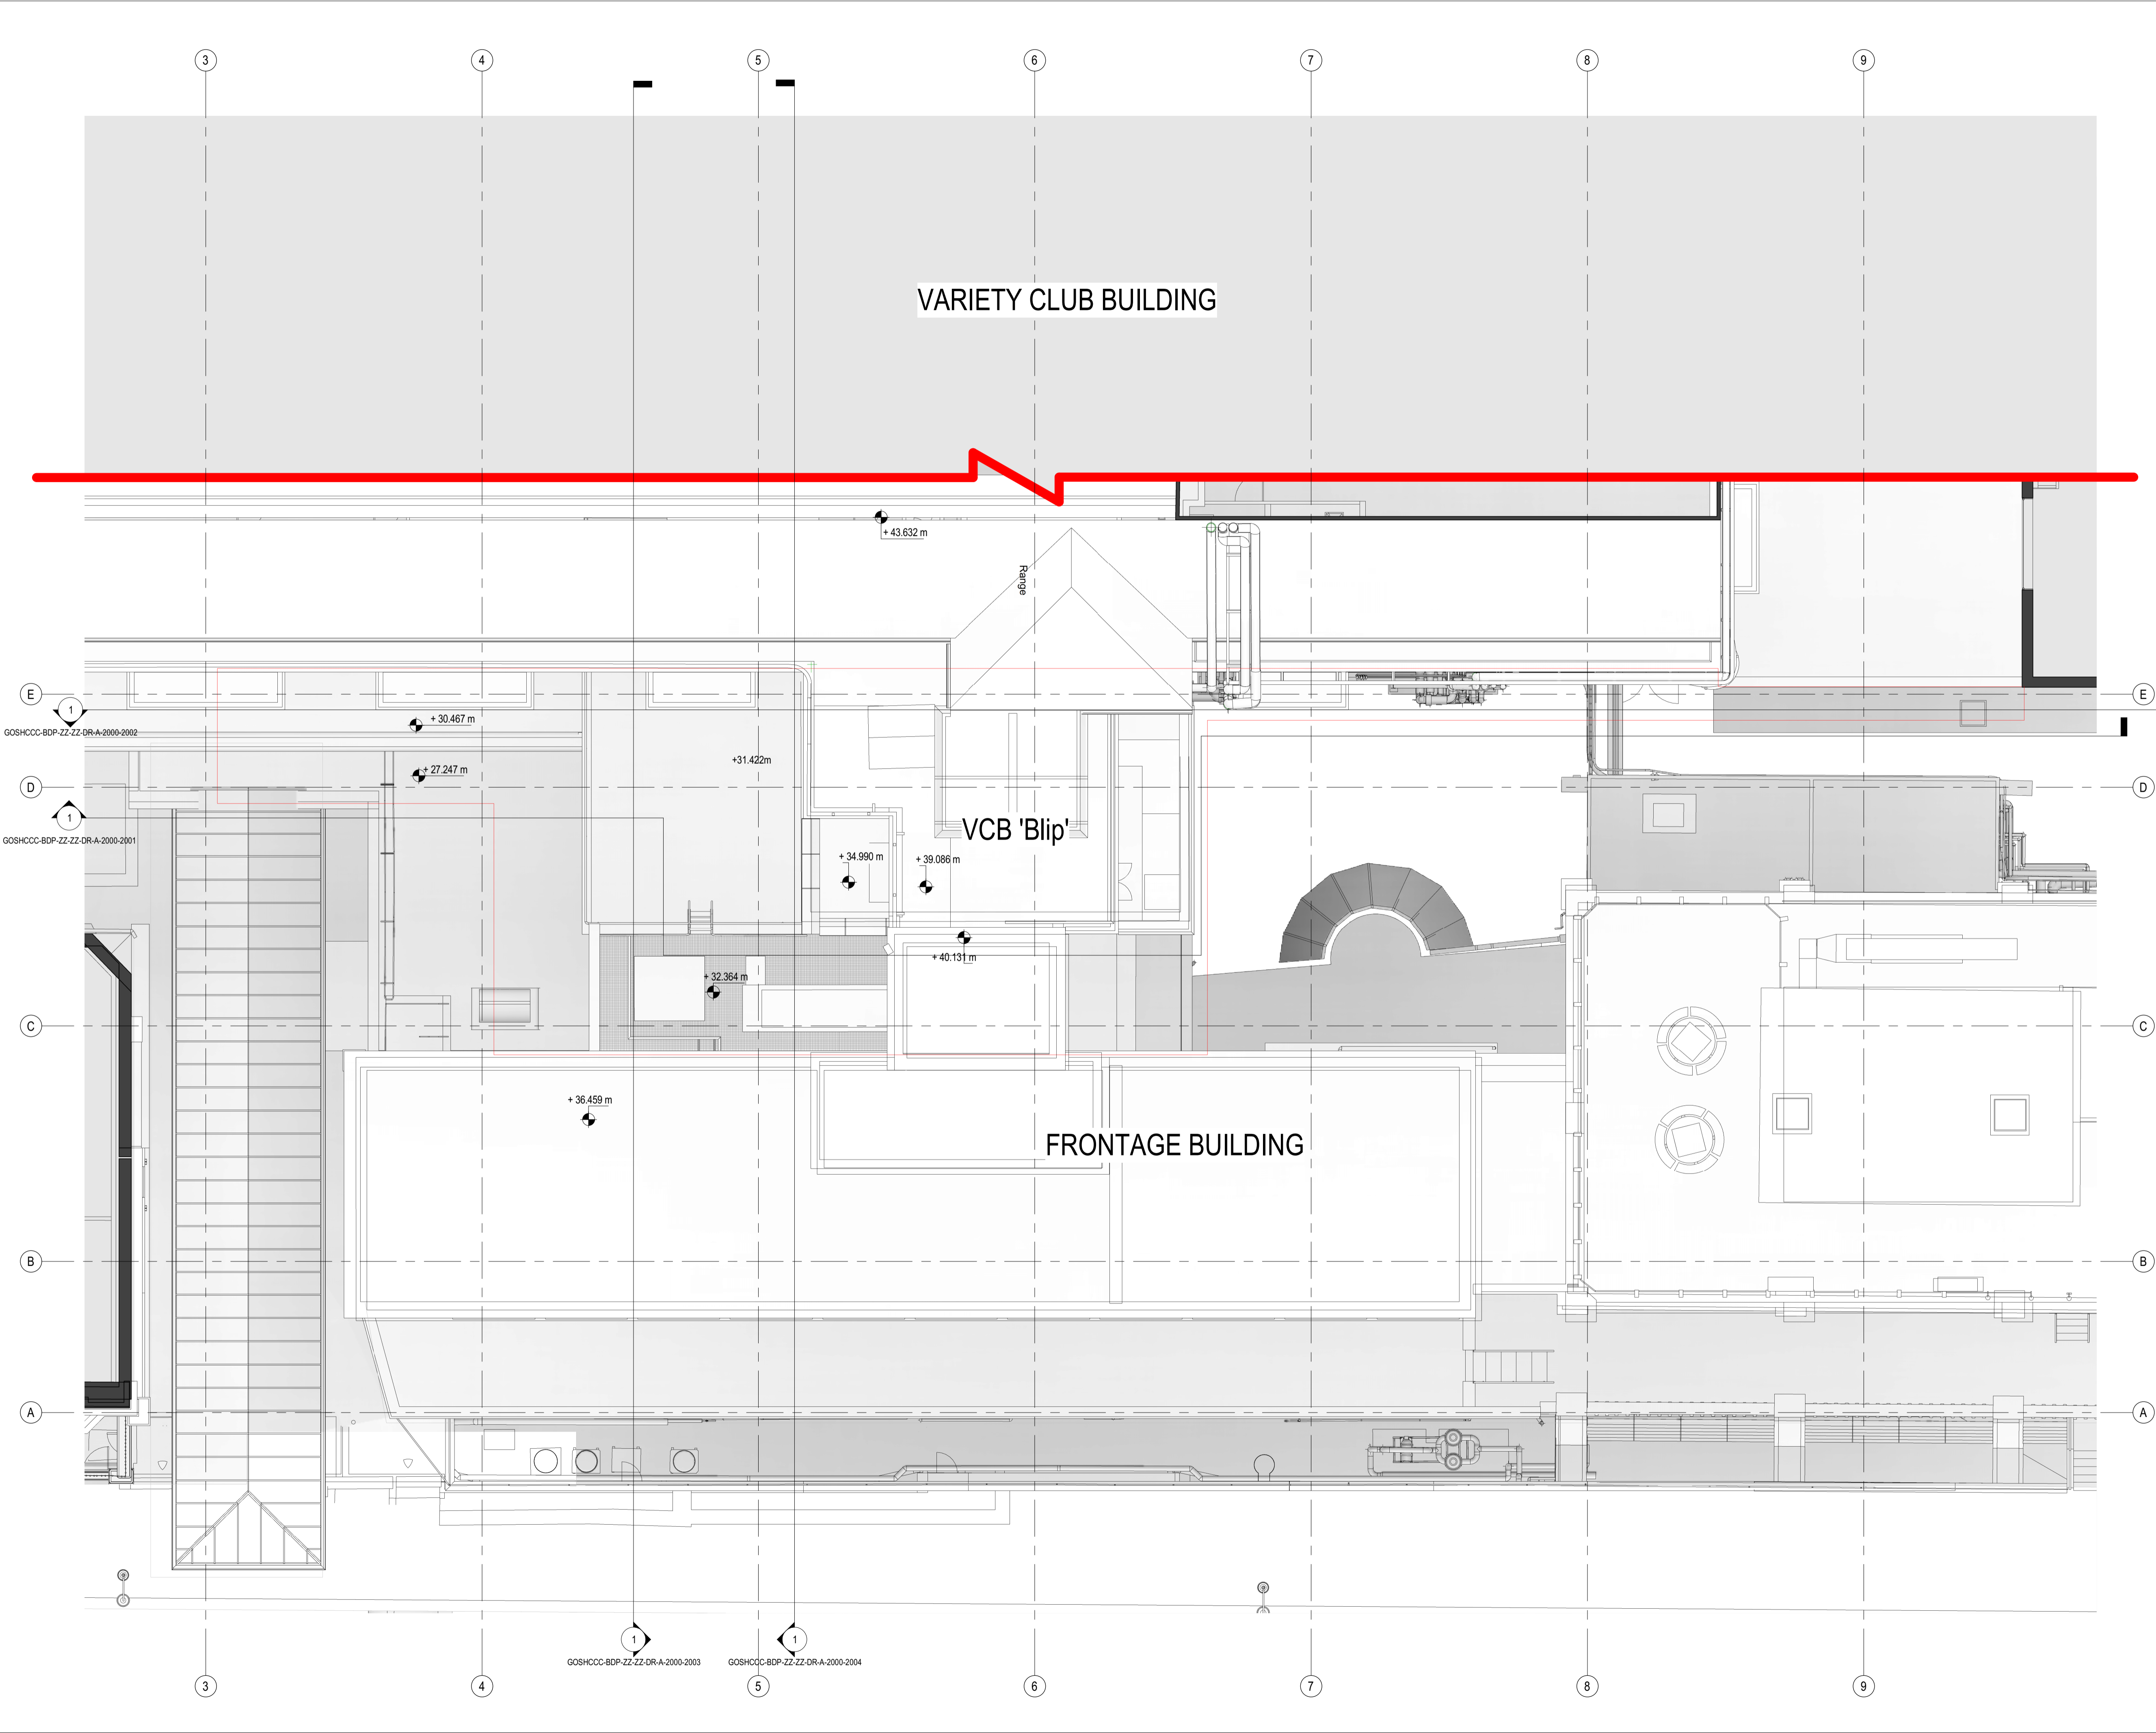 3 4 5 6 7 8 9
VARIETY CLUB BUILDING
+ 43.632 m
Range
E E
1
GOSHCCC-BDP-ZZ-ZZ-DR-A-2000-2002
+ 30.467 m
+31.422m
+ 27.247 m
D D
1
GOSHCCC-BDP-ZZ-ZZ-DR-A-2000-2001
VCB 'Blip'
+ 34.990 m
+ 39.086 m
+ 40.131 m
+ 32.364 m
C C
+ 36.459 m
FRONTAGE BUILDING
B B
A A
1 1
GOSHCCC-BDP-ZZ-ZZ-DR-A-2000-2003
GOSHCCC-BDP-ZZ-ZZ-DR-A-2000-2004
3 4 5 6 7 8 9